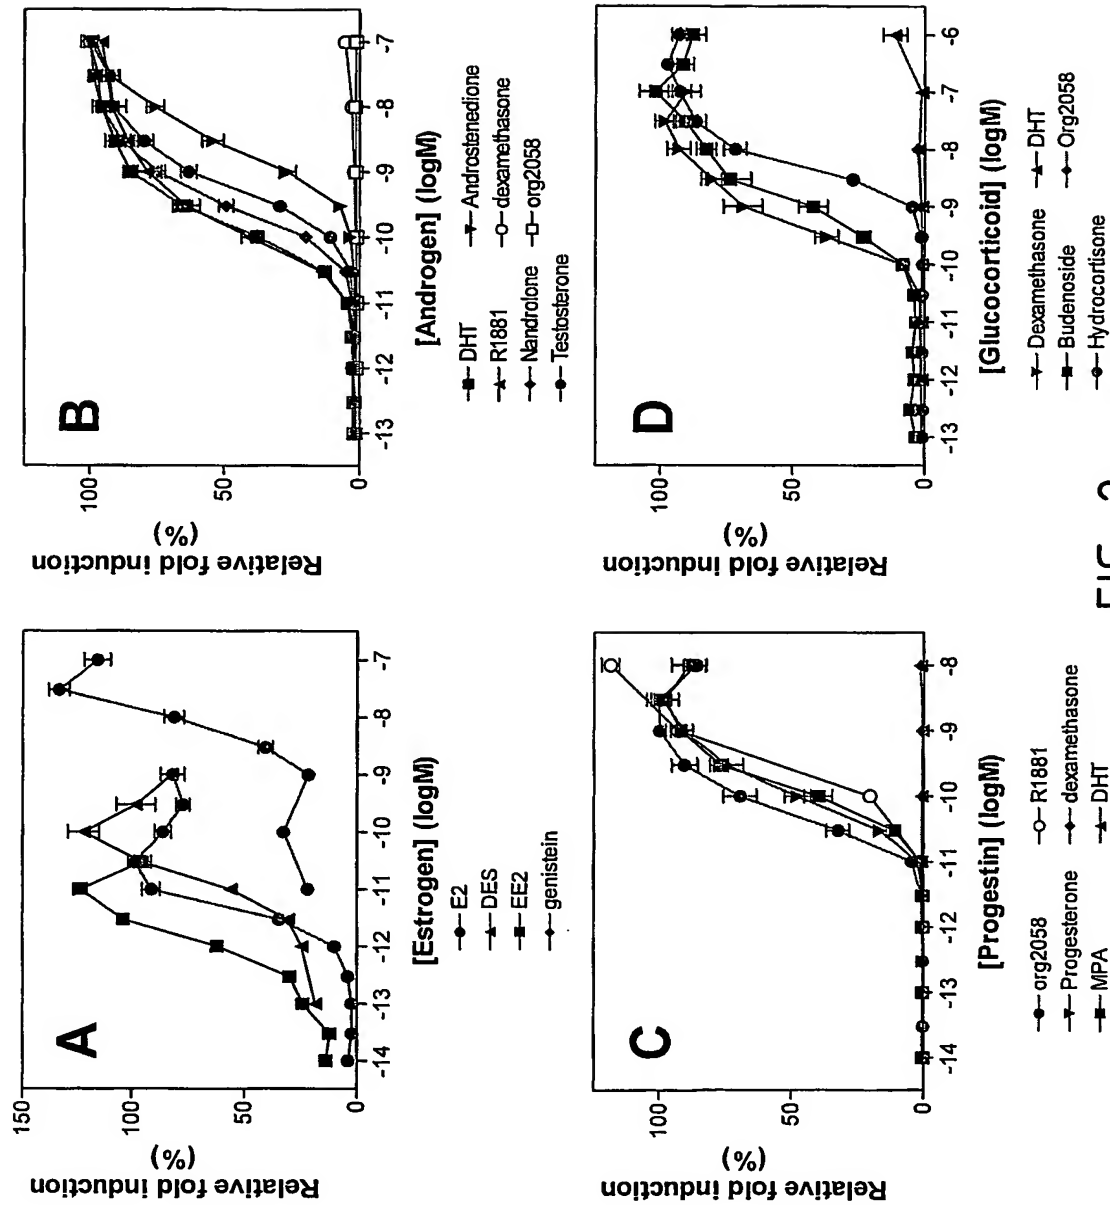 A
Relative fold induction
(%)
150
100
50
0
-14 -13 -12 -11 -10 -9 -8 -7
[Estrogen] (logM)
E2
DES
EE2
genistein
B
Relative fold induction
(%)
100
50
0
-13 -12 -11 -10 -9 -8 -7
[Androgen] (logM)
DHT Androstenedione
R1881 dexamethasone
Nandrolone org2058
Testosterone
C
Relative fold induction
(%)
100
50
0
-14 -13 -12 -11 -10 -9 -8
[Progestin] (logM)
org2058 R1881
Progesterone dexamethasone
MPA DHT
D
Relative fold induction
(%)
100
50
0
-13 -12 -11 -10 -9 -8 -7 -6
[Glucocorticoid] (logM)
Dexamethasone DHT
Budenoside Org2058
Hydrocortisone